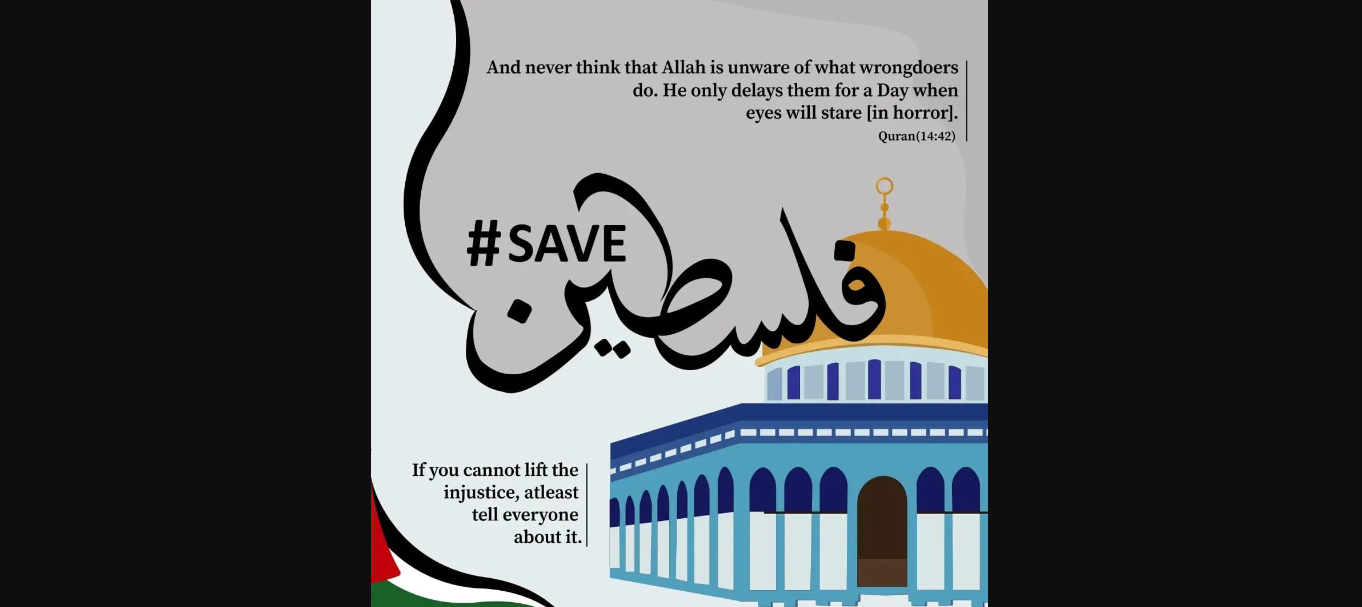 And never think that Allah is unware of what wrongdoers
do. He only delays them for a Day when
eyes will stare [in horror].
Quran(14:42)
#SAVE
فلسطين
If you cannot lift the
injustice, atleast
tell everyone
about it.